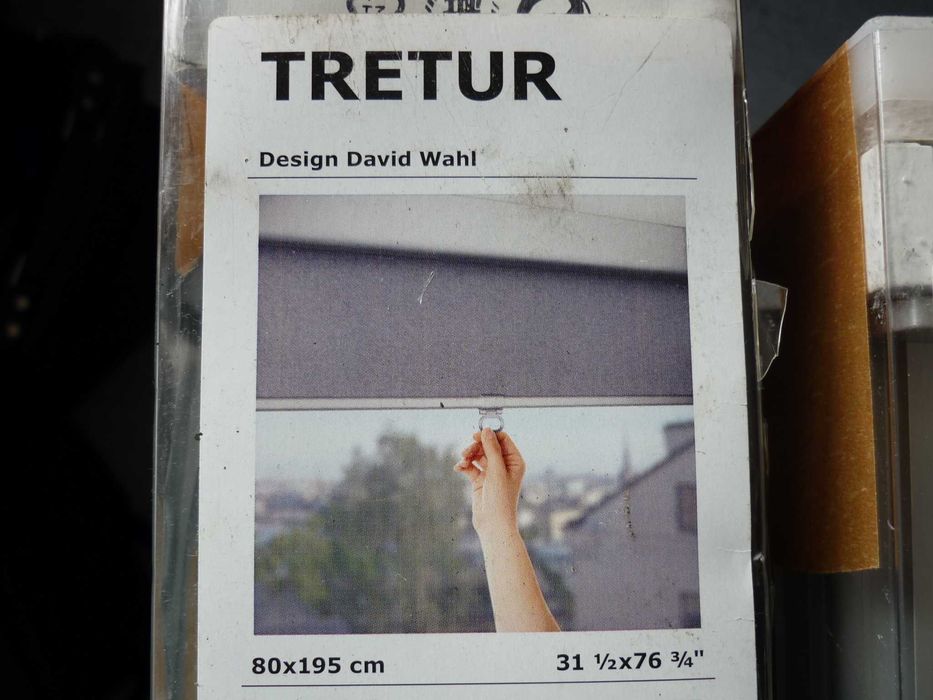 TRETUR
Design David Wahl
80x195 cm
31 ½x76 ¾"